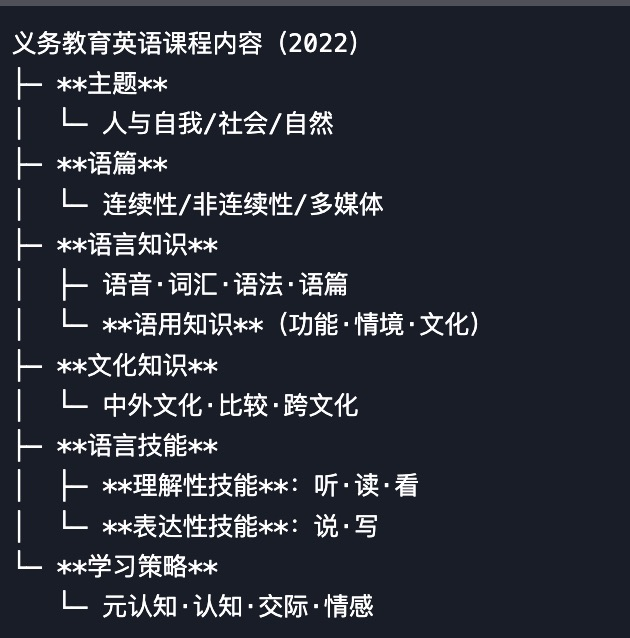 义务教育英语课程内容（2022）
├─ **主题**
│  └─ 人与自我/社会/自然
├─ **语篇**
│  └─ 连续性/非连续性/多媒体
├─ **语言知识**
│  ├─ 语音·词汇·语法·语篇
│  └─ **语用知识**（功能·情境·文化）
├─ **文化知识**
│  └─ 中外文化·比较·跨文化
├─ **语言技能**
│  ├─ **理解性技能**: 听·读·看
│  └─ **表达性技能**: 说·写
└─ **学习策略**
   └─ 元认知·认知·交际·情感